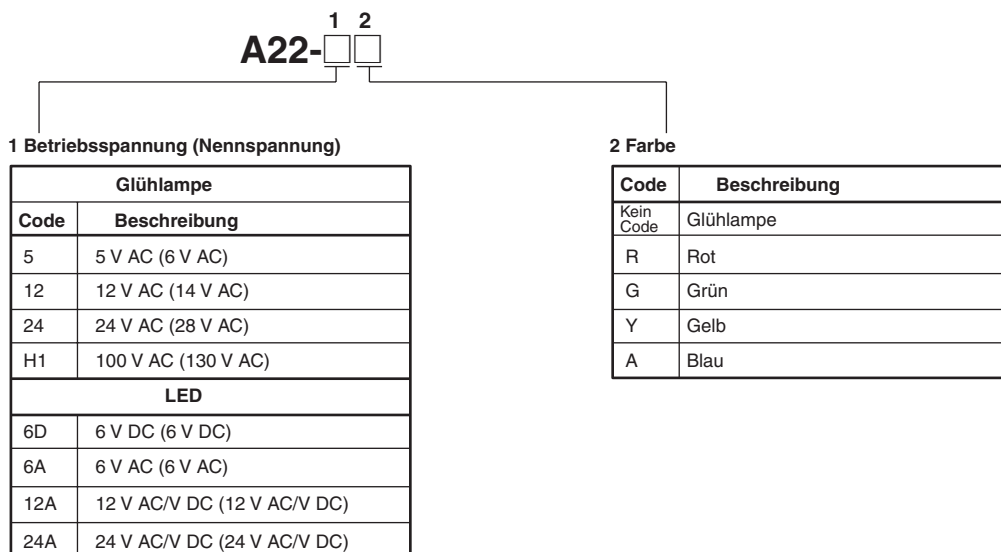 1 2
A22-
1 Betriebsspannung (Nennspannung)
Glühlampe
Code Beschreibung
5 5 V AC (6 V AC)
12 12 V AC (14 V AC)
24 24 V AC (28 V AC)
H1 100 V AC (130 V AC)
LED
6D 6 V DC (6 V DC)
6A 6 V AC (6 V AC)
12A 12 V AC/V DC (12 V AC/V DC)
24A 24 V AC/V DC (24 V AC/V DC)
2 Farbe
Code Beschreibung
Kein
Code Glühlampe
R Rot
G Grün
Y Gelb
A Blau